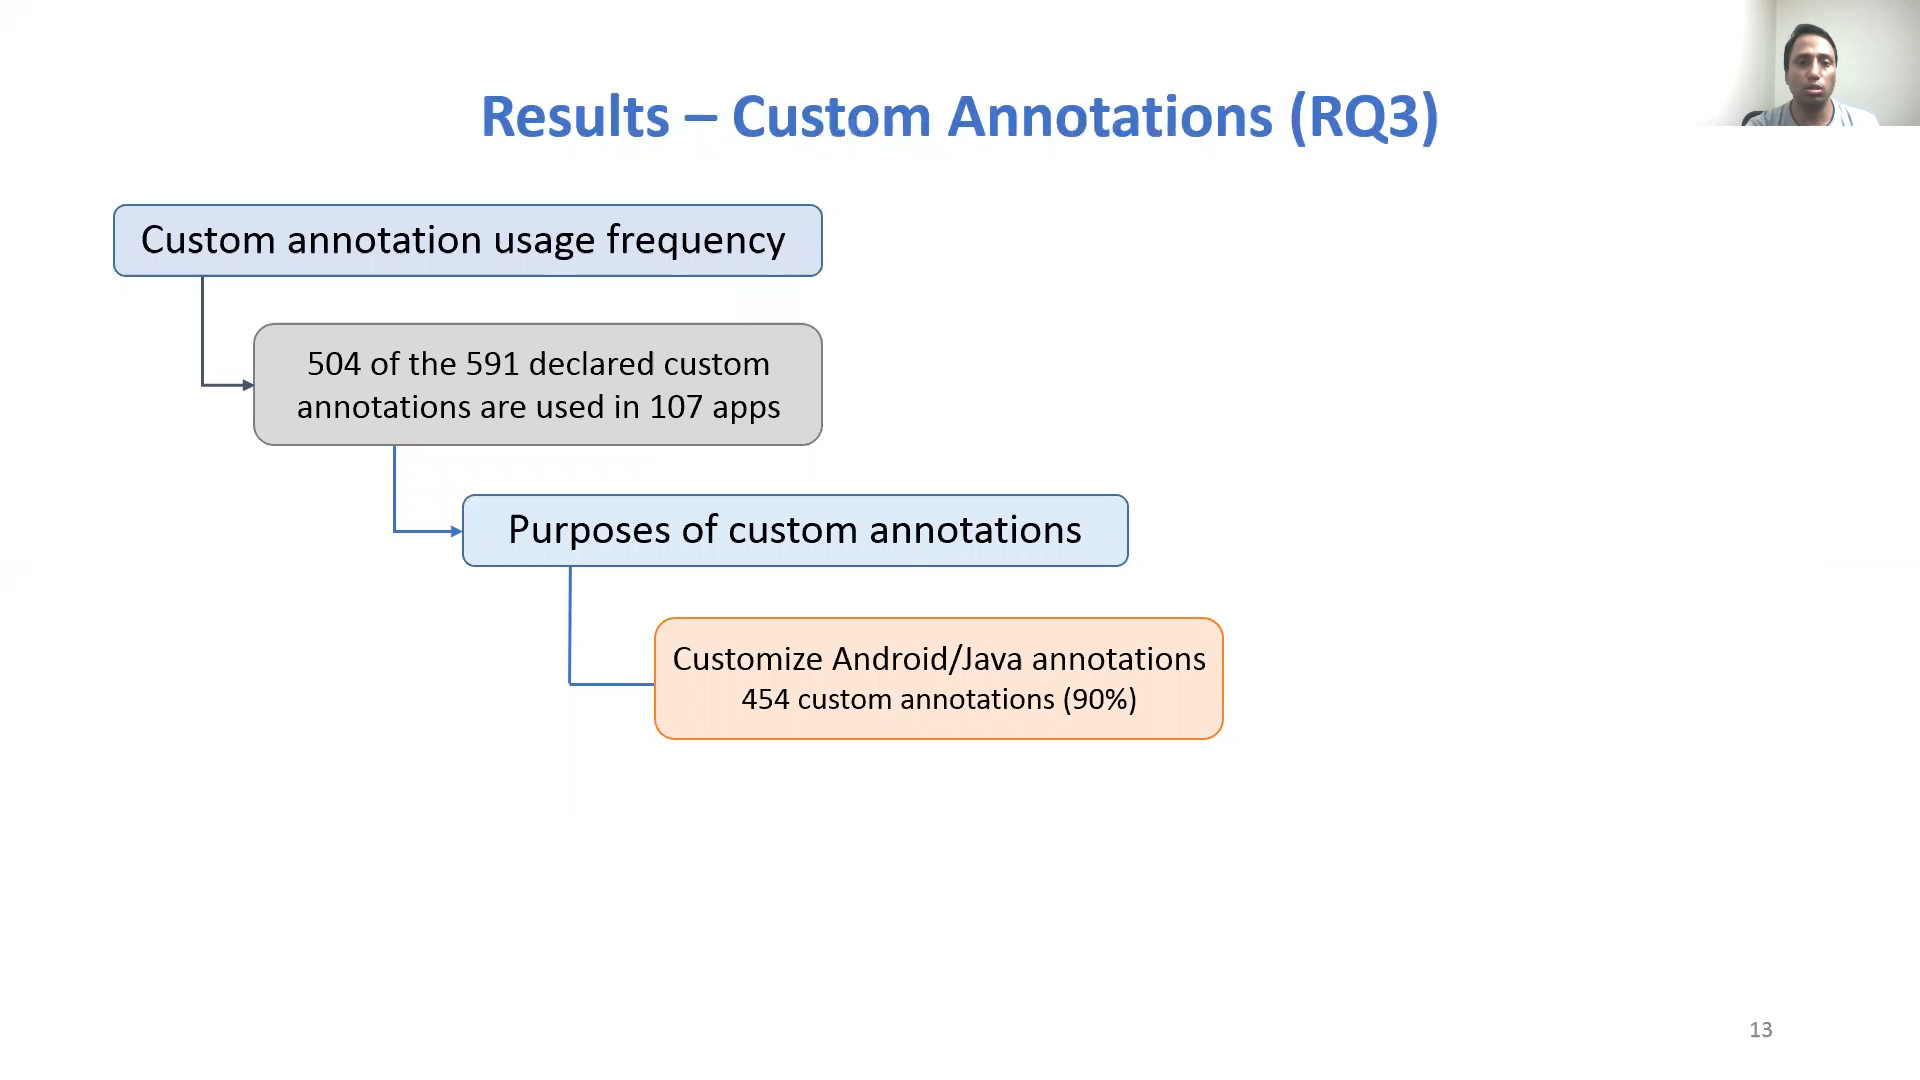 Results – Custom Annotations (RQ3)
Custom annotation usage frequency
504 of the 591 declared custom
annotations are used in 107 apps
Purposes of custom annotations
Customize Android/Java annotations
454 custom annotations (90%)
13